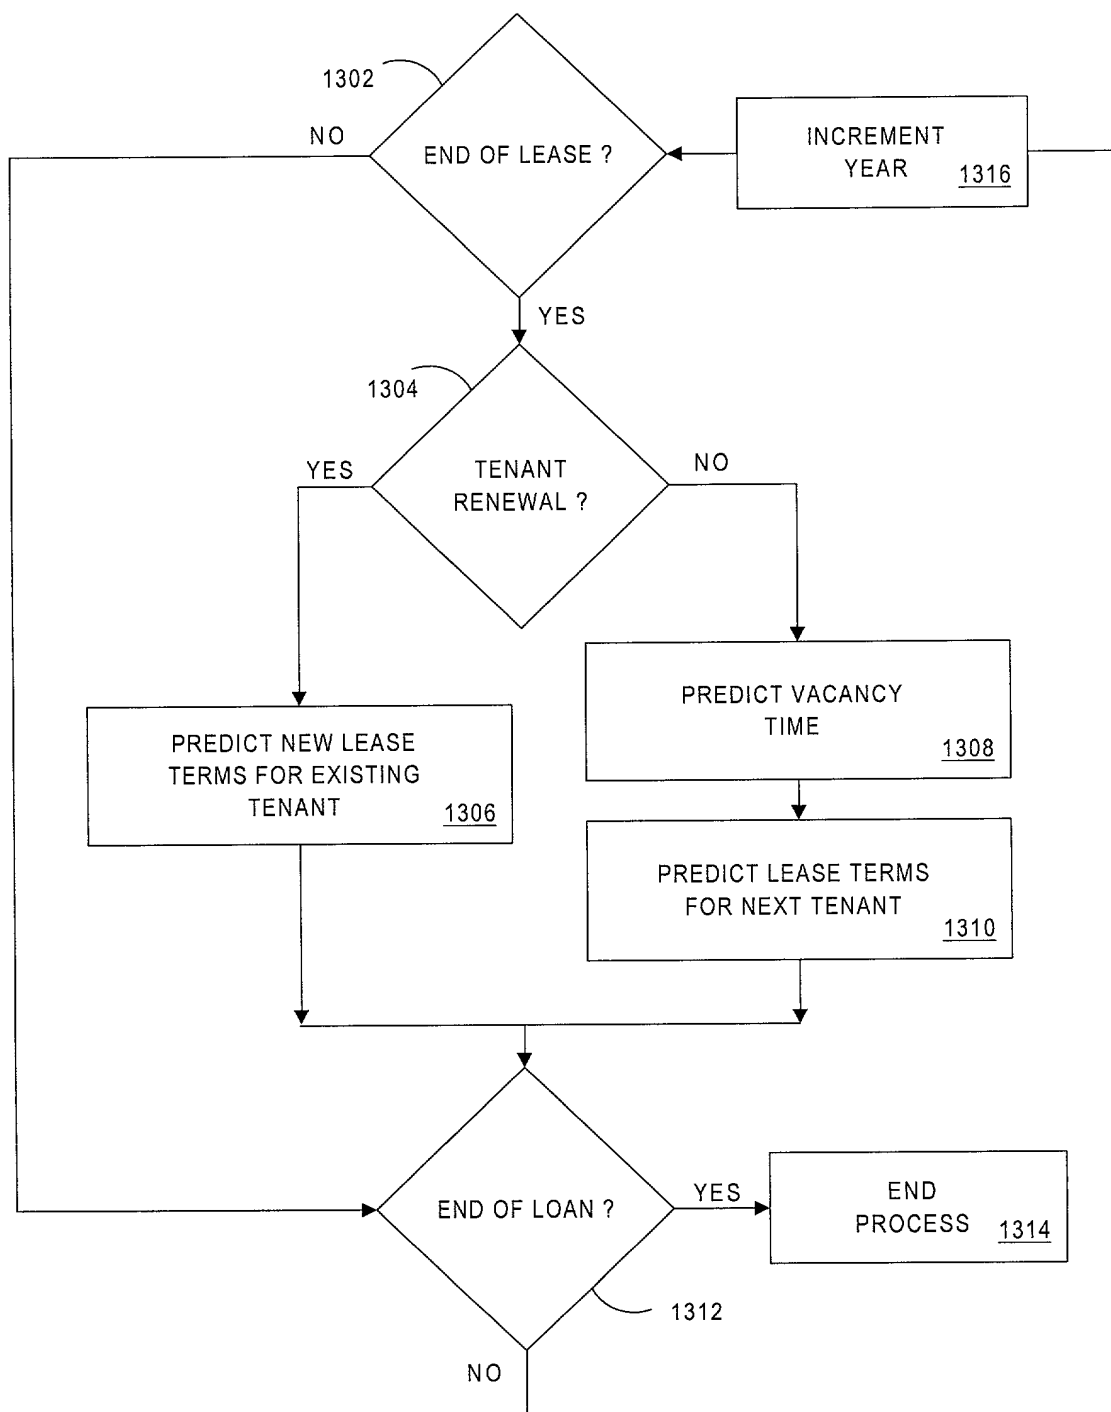 1302
NO
END OF LEASE ?
INCREMENT
YEAR
1316
YES
1304
YES
TENANT
RENEWAL ?
NO
PREDICT VACANCY
TIME
1308
PREDICT NEW LEASE
TERMS FOR EXISTING
TENANT
1306
PREDICT LEASE TERMS
FOR NEXT TENANT
1310
END OF LOAN ?
YES
END
PROCESS
1314
1312
NO